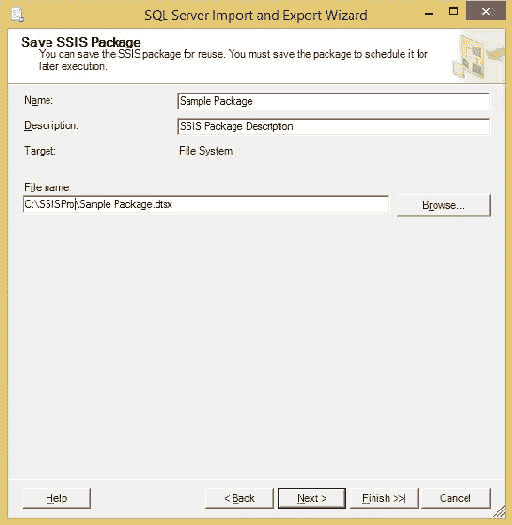 SQL Server Import and Export Wizard
Save SSIS Package
You can save the SSIS package for reuse. You must save the package to schedule it for
later execution.
Name: Sample Package
Description: SSIS Package Description
Target: File System
File name:
C:\SSISPro\Sample Package.dtsx Browse...
Help < Back Next > Finish >>| Cancel